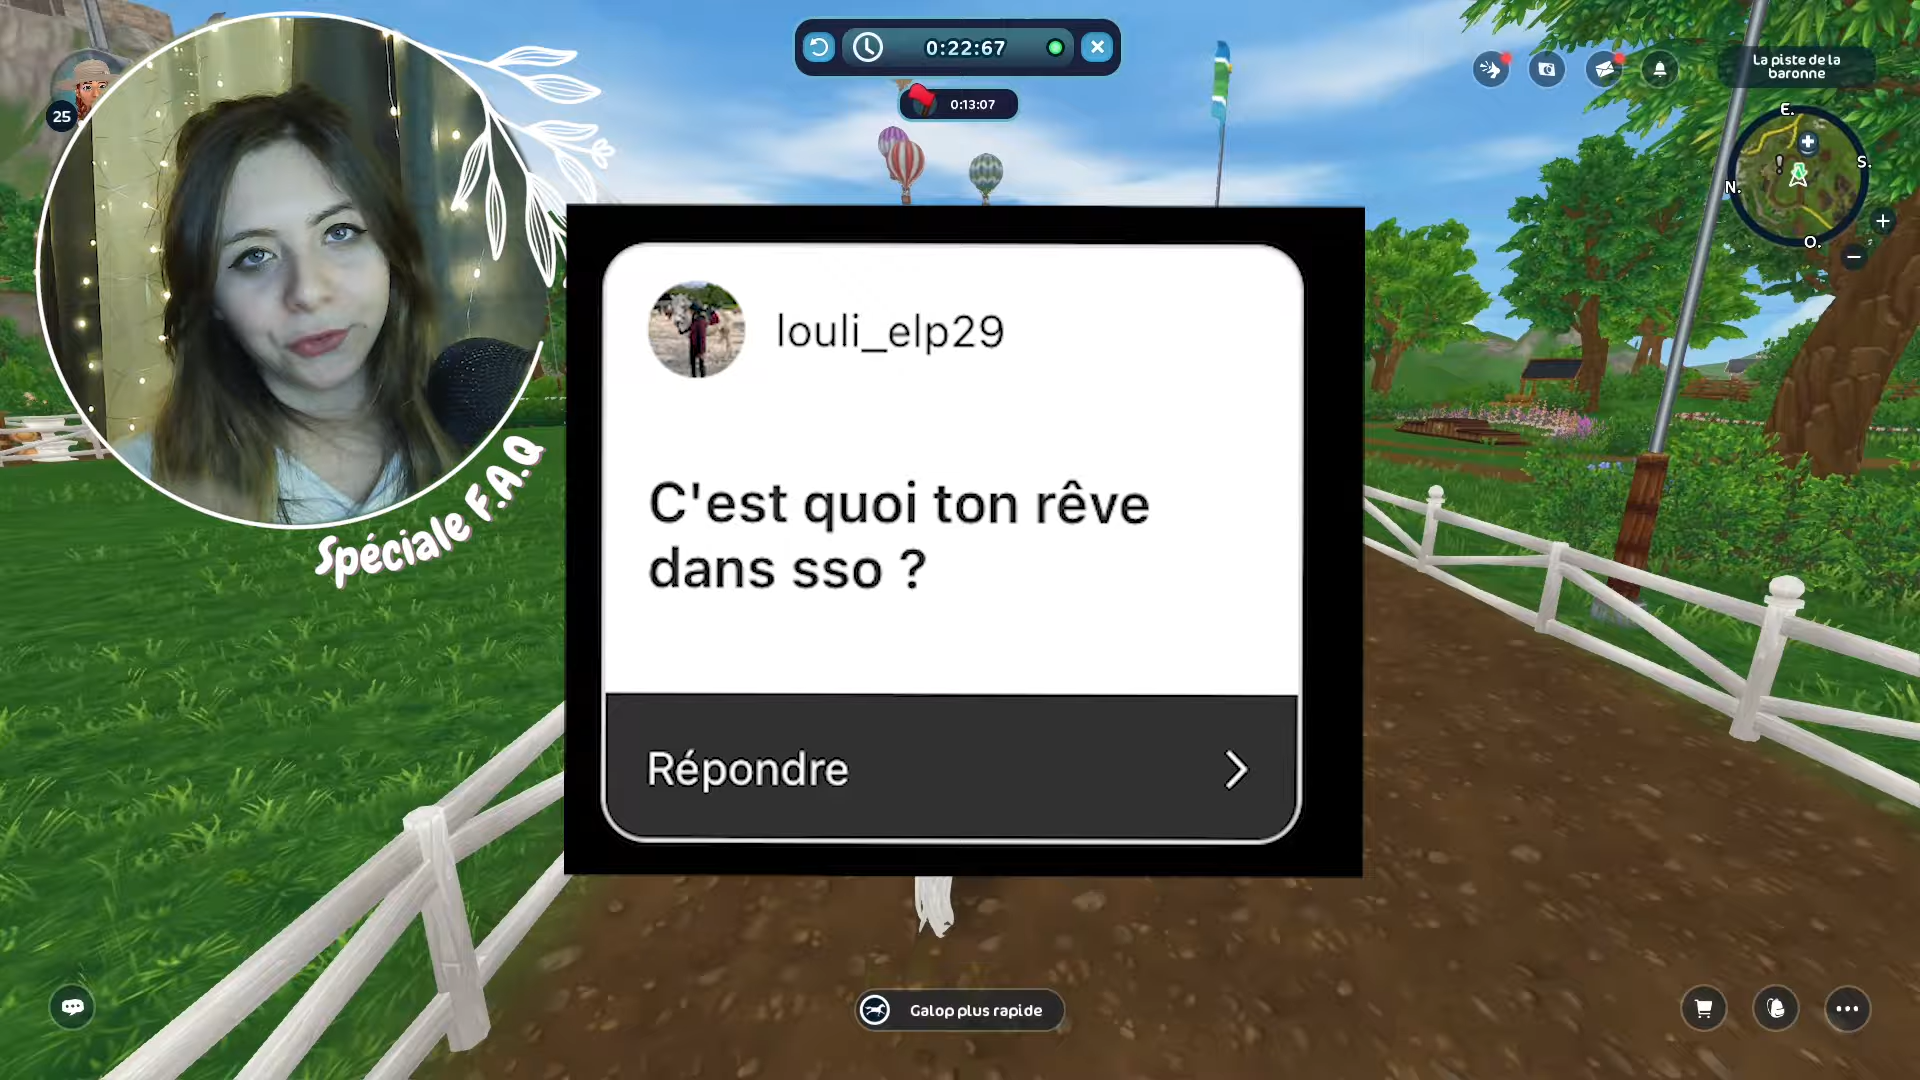 0:22:67
0:13:07
25
La piste de la
baronne
E.
S.
N.
O.
louli_elp29
C'est quoi ton rêve
dans sso ?
Répondre
Spéciale F.A.Q
Galop plus rapide